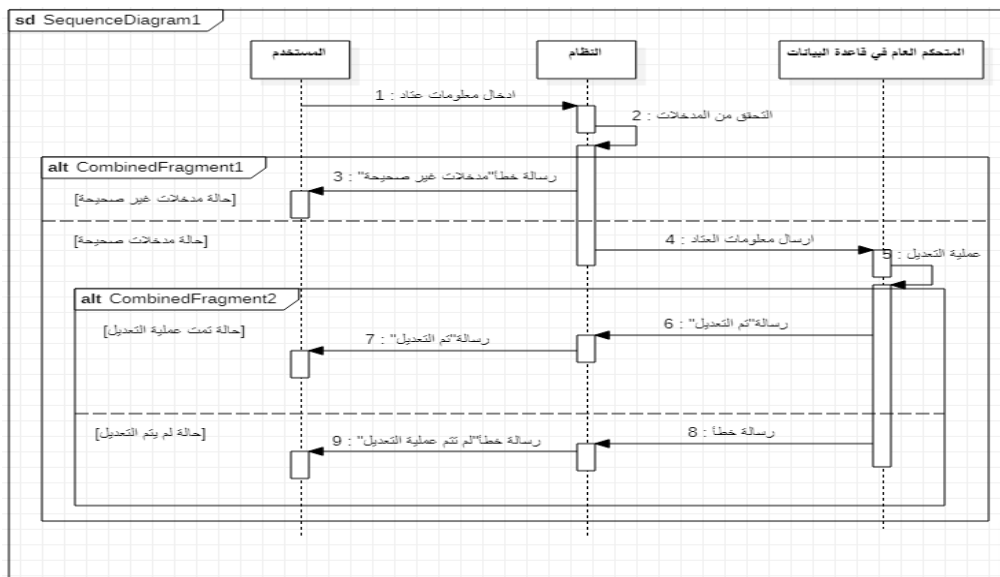 sd SequenceDiagram1
المستخدم
النظام
المتحكم العام في قاعدة البيانات
1 : ادخال معلومات عتاد
2 : التحقق من المدخلات
alt CombinedFragment1
3 : رسالة خطأ"مدخلات غير صحيحة"
[حالة مدخلات غير صحيحة]
[حالة مدخلات صحيحة]
4 : ارسال معلومات العتاد
5 : عملية التعديل
alt CombinedFragment2
6 : رسالة"تم التعديل"
[حالة تمت عملية التعديل]
7 : رسالة"تم التعديل"
[حالة لم يتم التعديل]
8 : رسالة خطأ
9 : رسالة خطأ"لم تتم عملية التعديل"